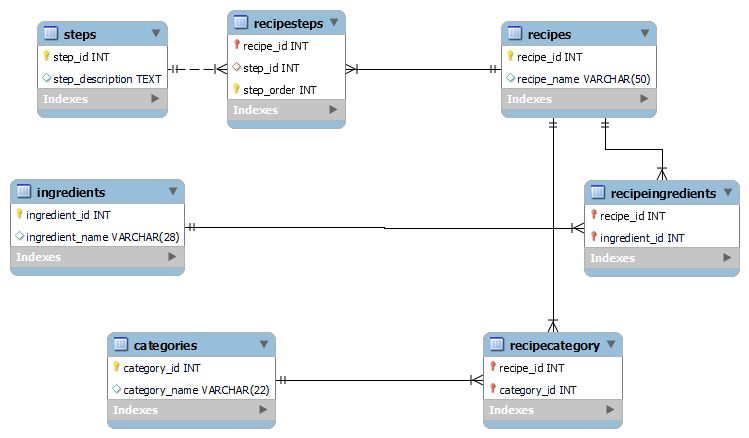 steps
step_id INT
step_description TEXT
Indexes
recipesteps
recipe_id INT
step_id INT
step_order INT
Indexes
recipes
recipe_id INT
recipe_name VARCHAR(50)
Indexes
ingredients
ingredient_id INT
ingredient_name VARCHAR(28)
Indexes
recipeingredients
recipe_id INT
ingredient_id INT
Indexes
categories
category_id INT
category_name VARCHAR(22)
Indexes
recipecategory
recipe_id INT
category_id INT
Indexes